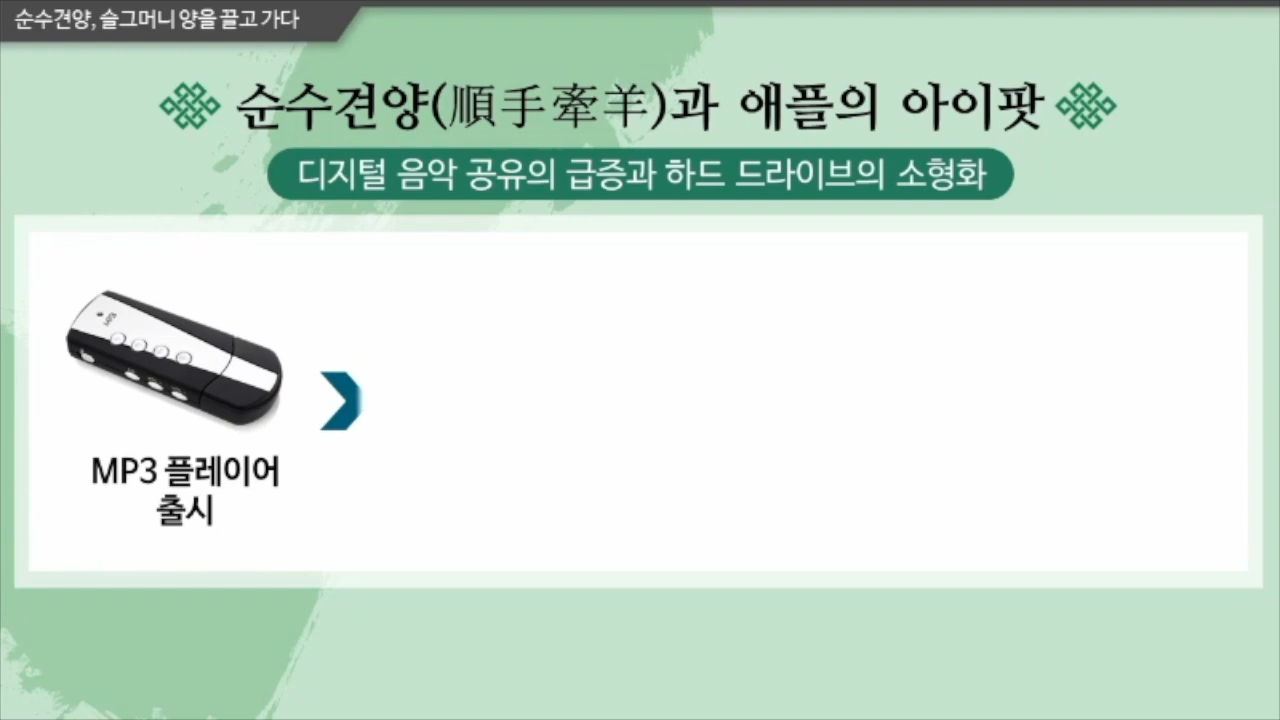 순수견양, 슬그머니 양을 끌고 가다
순수견양(順手牽羊)과 애플의 아이팟
디지털 음악 공유의 급증과 하드 드라이브의 소형화
MP3 플레이어
출시